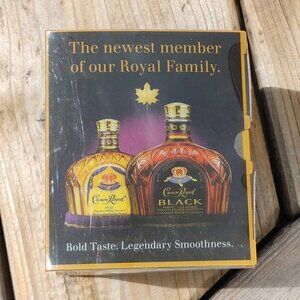 The newest member
of our Royal Family.
Crown Royal
Crown Royal
BLACK
Bold Taste. Legendary Smoothness.